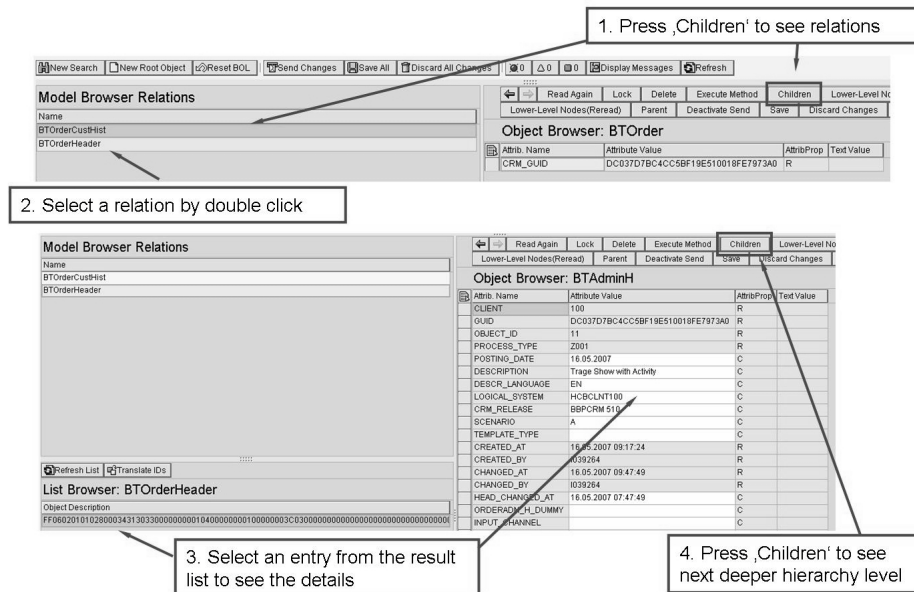 1. Press ‚Children‘ to see relations
New Search New Root Object Reset BOL Send Changes Save All Discard All Changes 0 0 0 Display Messages Refresh
Model Browser Relations
Name
BTOrderCustHist
BTOrderHeader
Read Again Lock Delete Execute Method Children Lower-Level No
Lower-Level Nodes(Reread) Parent Deactivate Send Save Discard Changes
Object Browser: BTOrder
Attrib. Name Attribute Value AttribProp Text Value
CRM_GUID DC037D7BC4CC5BF19E510018FE7973A0 R
2. Select a relation by double click
Model Browser Relations
Name
BTOrderCustHist
BTOrderHeader
Refresh List Translate IDs
List Browser: BTOrderHeader
Object Description
Read Again Lock Delete Execute Method Children Lower-Level No
Lower-Level Nodes(Reread) Parent Deactivate Send Save Discard Changes
Object Browser: BTAdminH
Attrib. Name Attribute Value AttribProp Text Value
CLIENT 100 R
GUID DC037D7BC4CC5BF19E510018FE7973A0 R
OBJECT_ID 11 R
PROCESS_TYPE Z001 R
POSTING_DATE 16.05.2007 C
DESCRIPTION Trage Show with Activity C
DESCR_LANGUAGE EN C
LOGICAL_SYSTEM HCBCLNT100 C
CRM_RELEASE BBPCRM 510 C
SCENARIO A C
TEMPLATE_TYPE C
CREATED_AT 16.05.2007 09:17:24 R
CREATED_BY I039264 R
CHANGED_AT 16.05.2007 09:47:49 R
CHANGED_BY I039264 R
HEAD_CHANGED_AT 16.05.2007 07:47:49 C
ORDERADM_H_DUMMY C
INPUT_CHANNEL C
3. Select an entry from the result
list to see the details
4. Press ‚Children‘ to see
next deeper hierarchy level